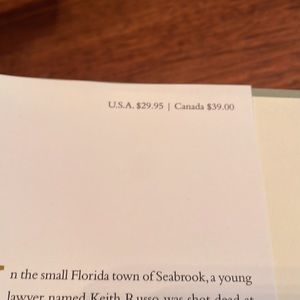 U.S.A. $29.95 | Canada $39.00
n the small Florida town of Seabrook, a young
lawyer named Keith Russo was shot dead at